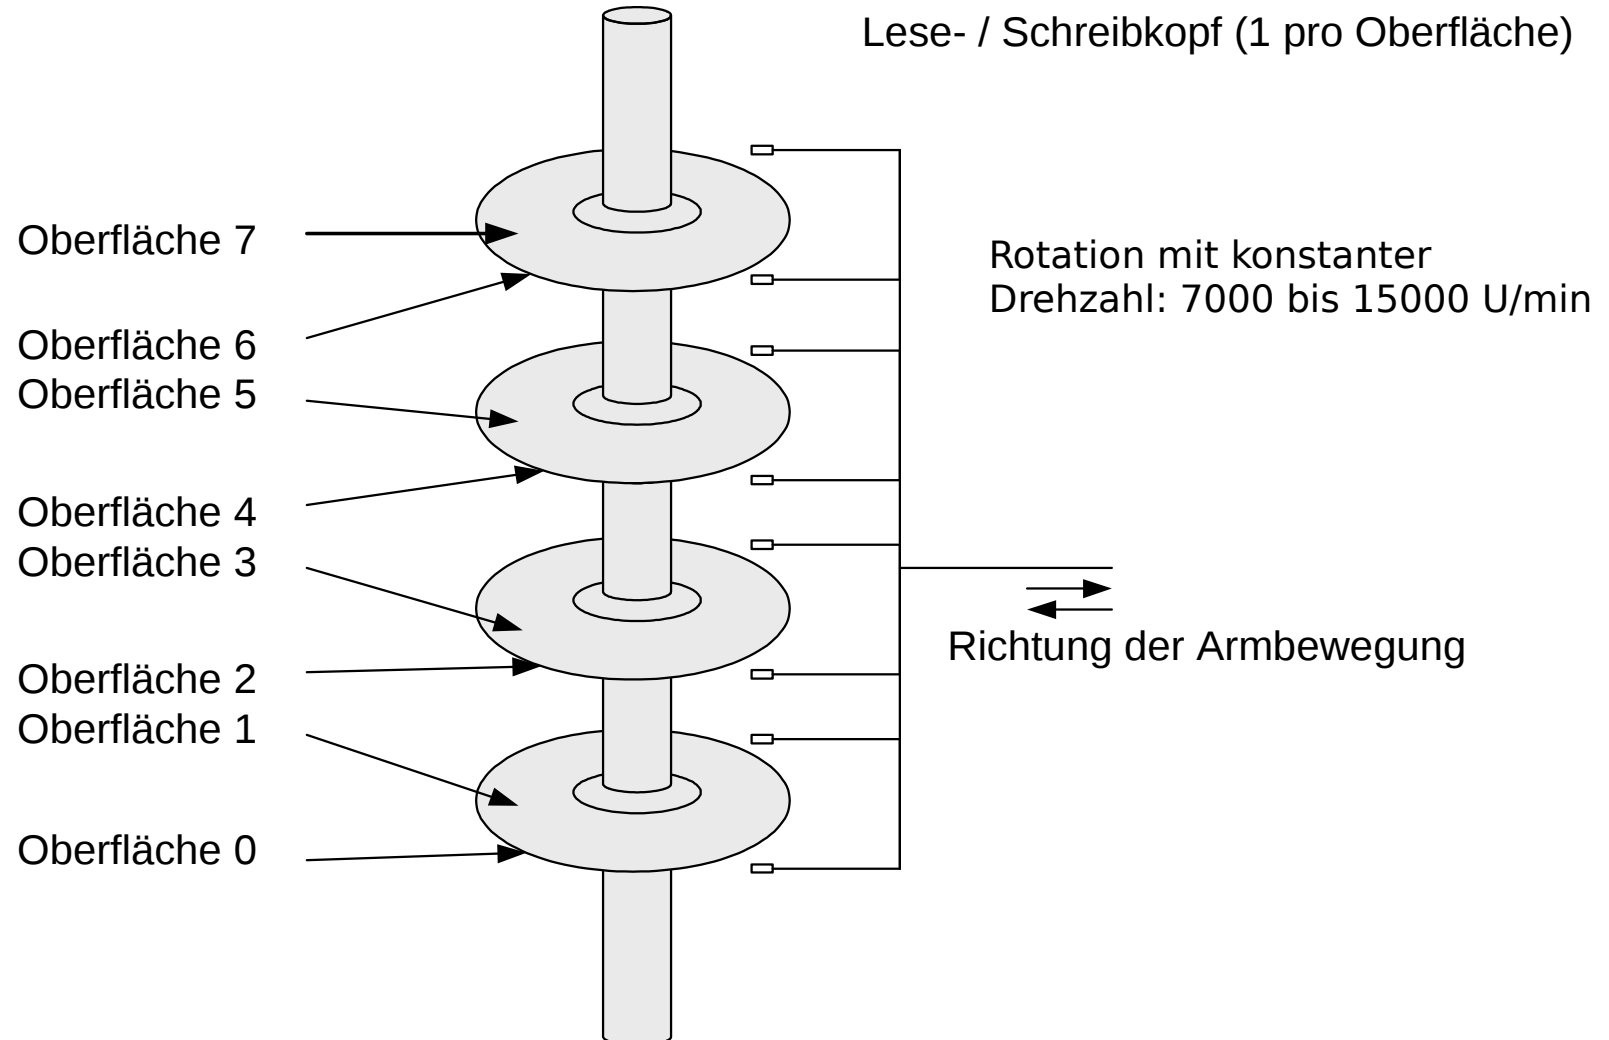 Lese- / Schreibkopf (1 pro Oberfläche)
Oberfläche 7
Rotation mit konstanter
Drehzahl: 7000 bis 15000 U/min
Oberfläche 6
Oberfläche 5
Oberfläche 4
Oberfläche 3
Richtung der Armbewegung
Oberfläche 2
Oberfläche 1
Oberfläche 0